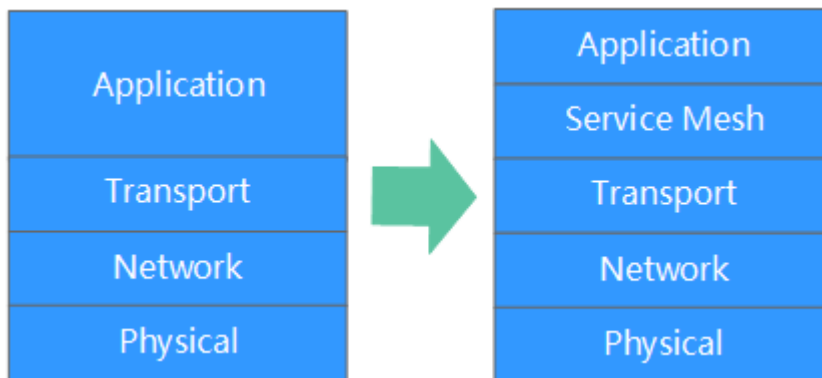 Application
Transport
Network
Physical
Application
Service Mesh
Transport
Network
Physical